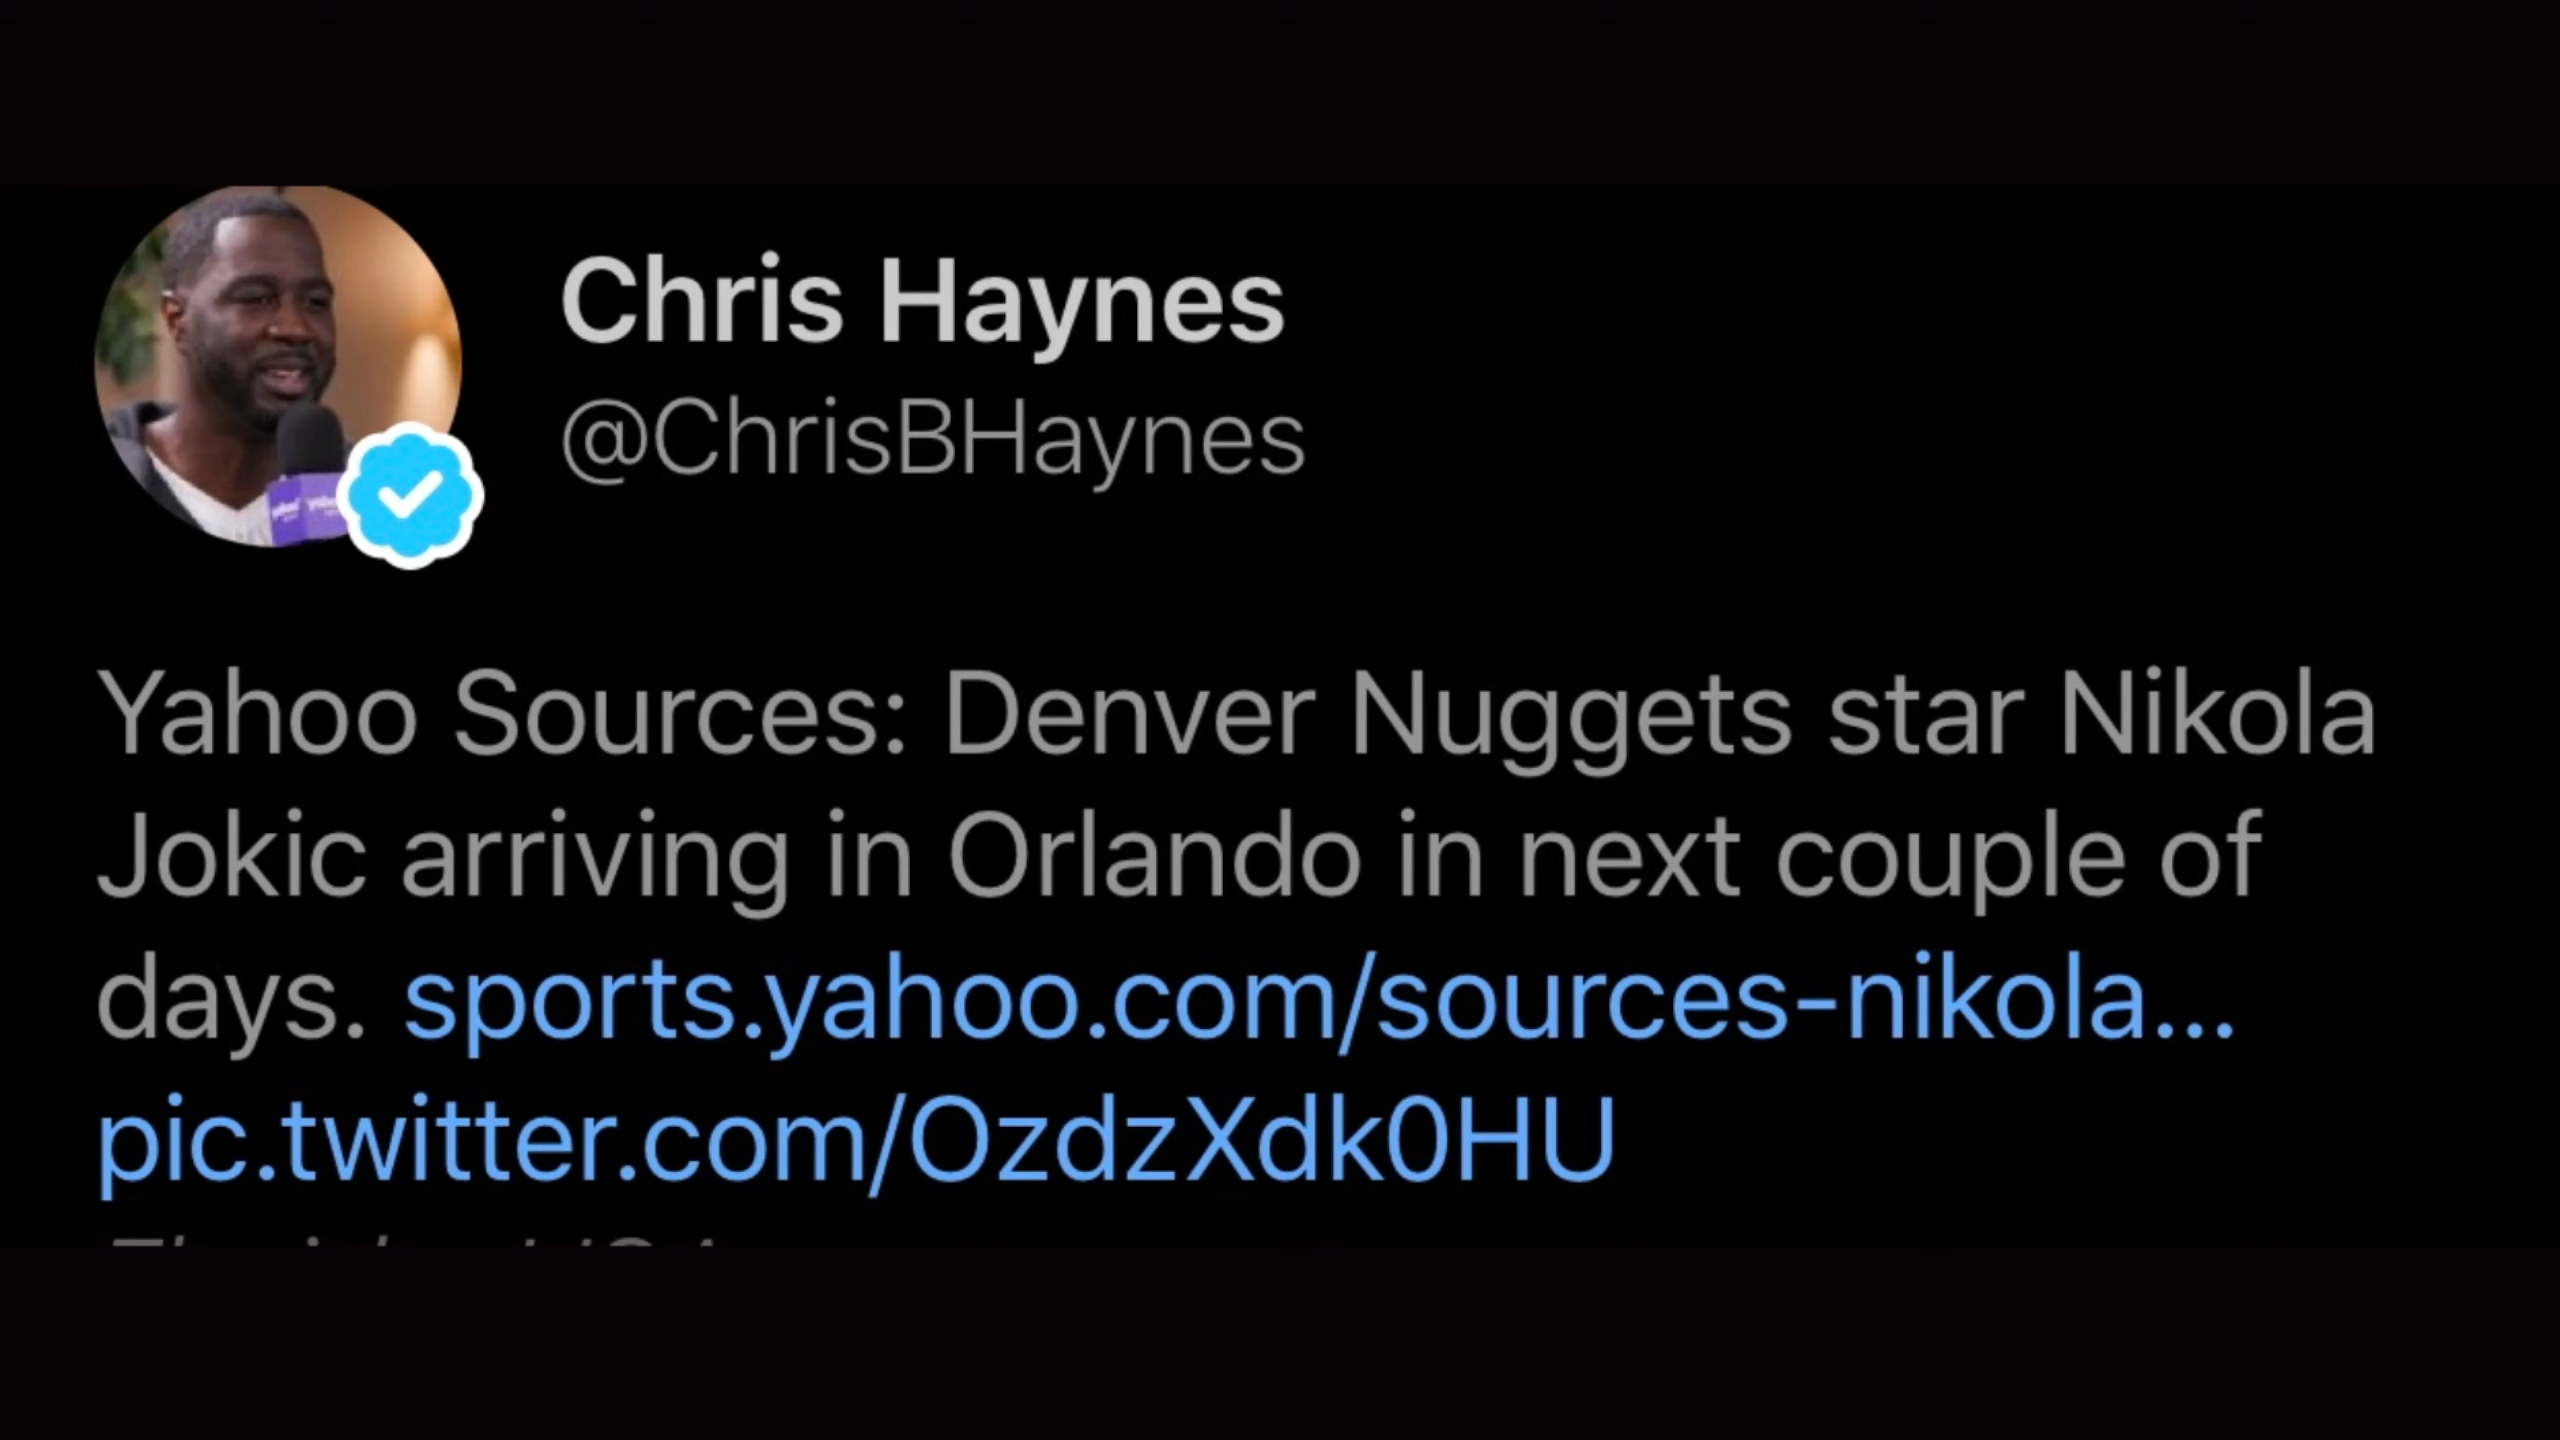 Chris Haynes
@ChrisBHaynes
Yahoo Sources: Denver Nuggets star Nikola
Jokic arriving in Orlando in next couple of
days. sports.yahoo.com/sources-nikola...
pic.twitter.com/OzdzXdk0HU